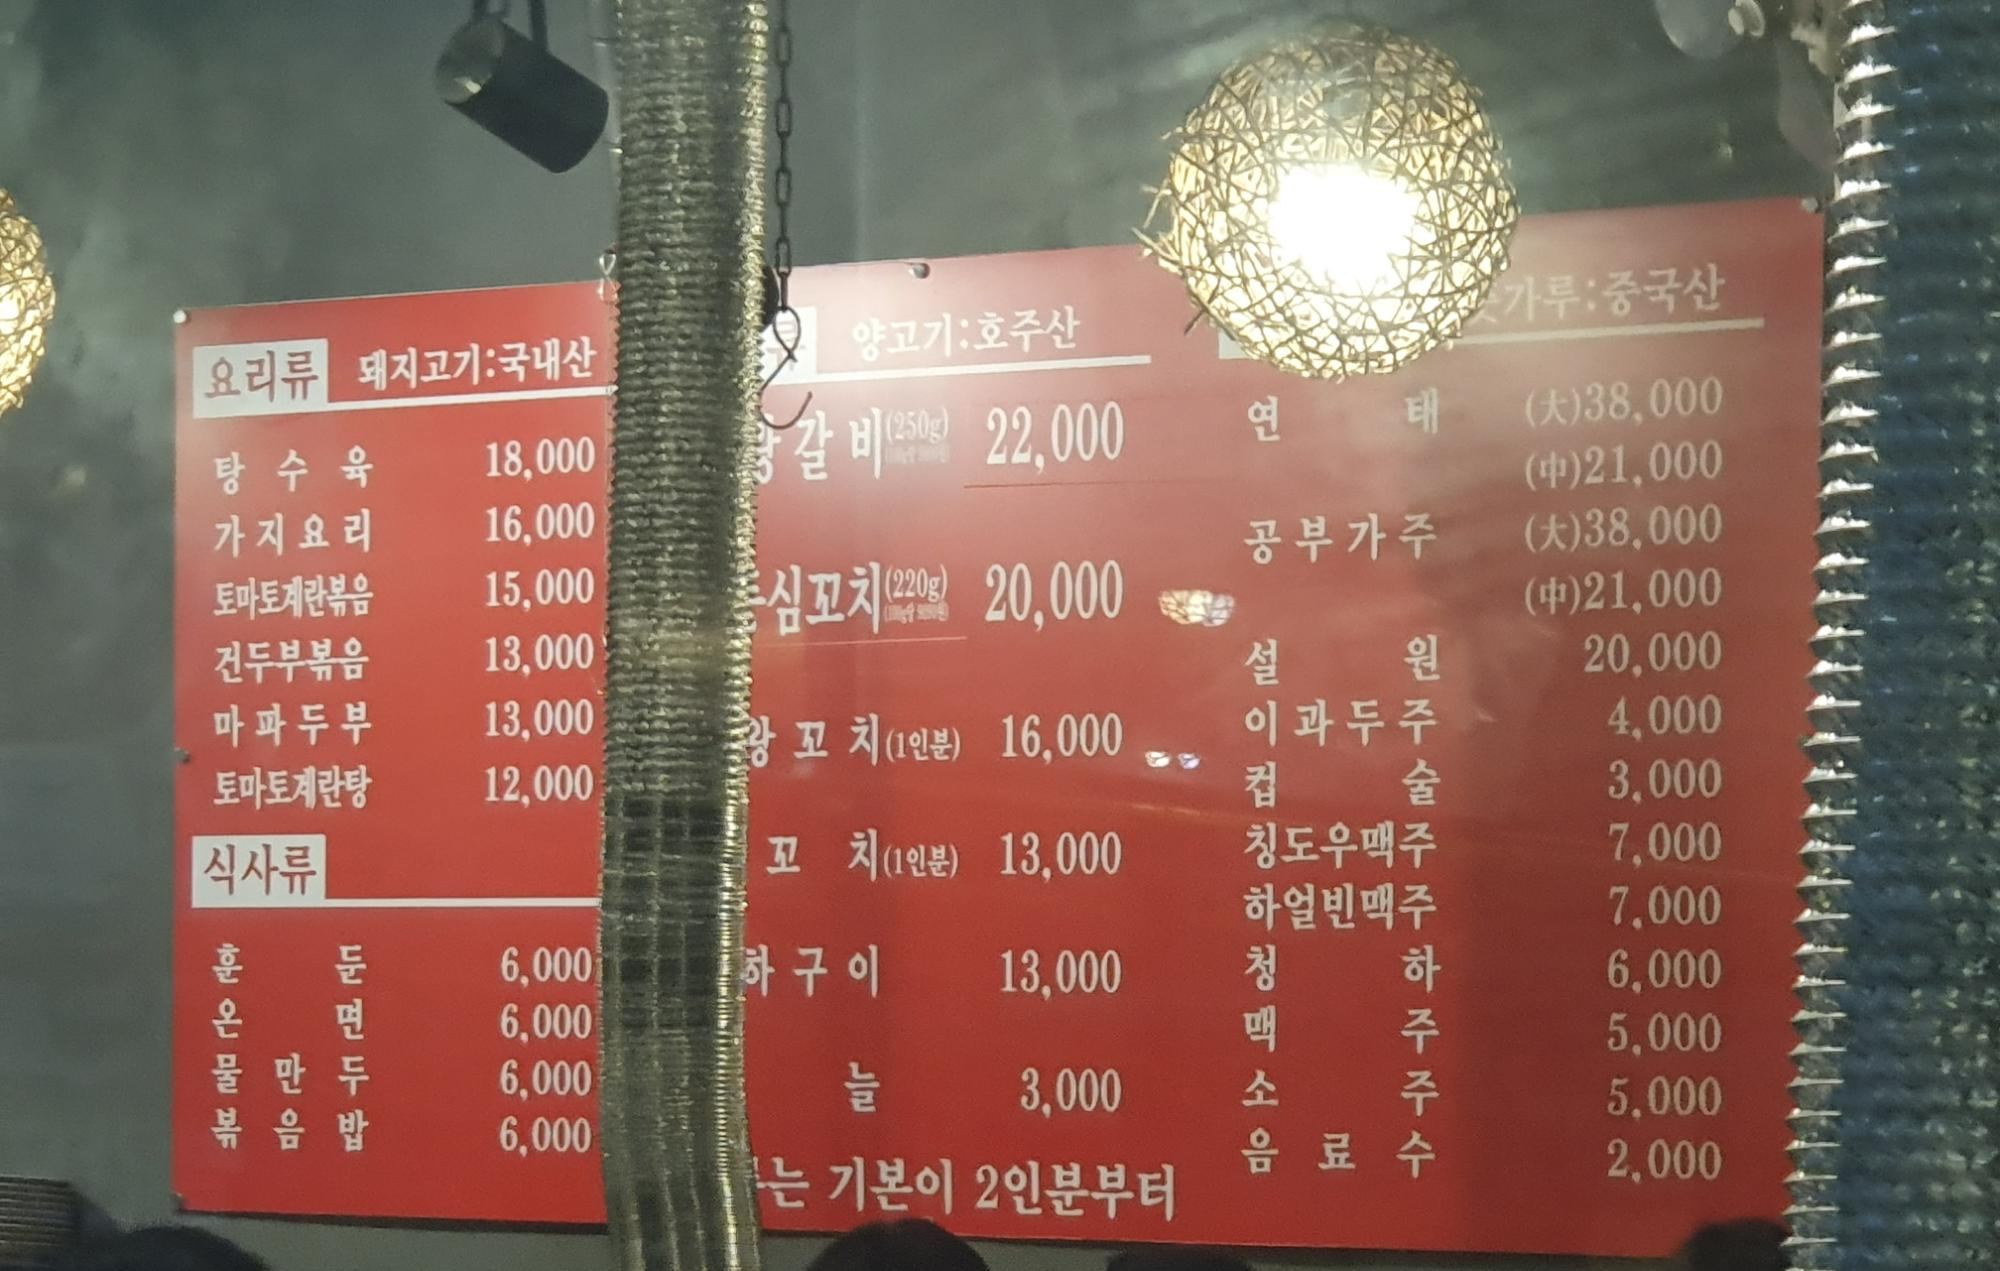 요리류 돼지고기:국내산
탕수육 18,000
가지요리 16,000
토마토계란볶음 15,000
건두부볶음 13,000
마파두부 13,000
토마토계란탕 12,000
식사류
훈둔 6,000
온면 6,000
물만두 6,000
볶음밥 6,000
양고기:호주산
갈비(250g) 22,000
심꼬치(220g) 20,000
왕꼬치(1인분) 16,000
꼬치(1인분) 13,000
하구이 13,000
늘 3,000
는 기본이 2인분부터
가루:중국산
연태 (大)38,000
(中)21,000
공부가주 (大)38,000
(中)21,000
설원 20,000
이과두주 4,000
컵술 3,000
칭도우맥주 7,000
하얼빈맥주 7,000
청하 6,000
맥주 5,000
소주 5,000
음료수 2,000